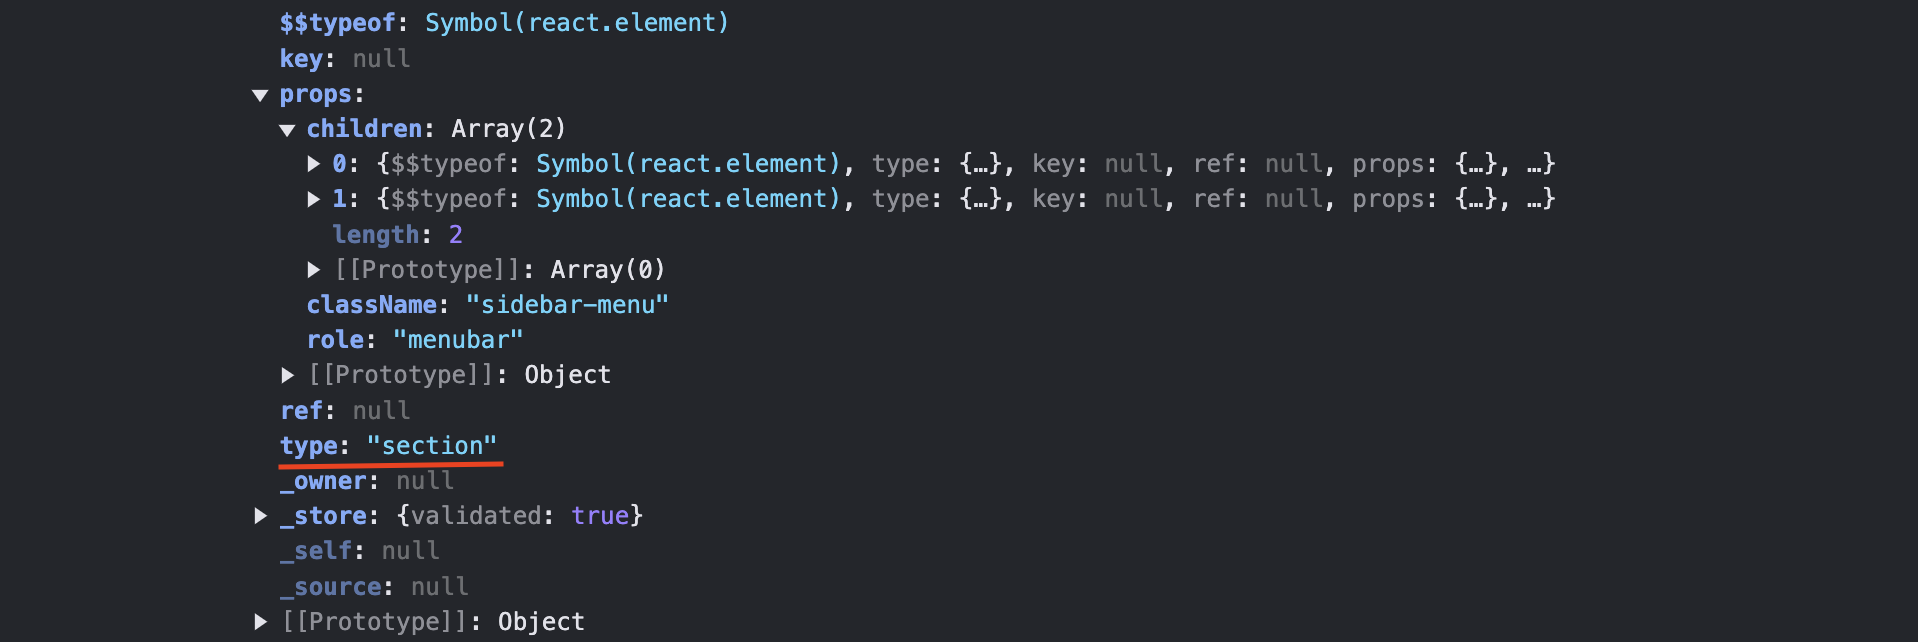 $$typeof: Symbol(react.element)
key: null
props:
children: Array(2)
0: {$$typeof: Symbol(react.element), type: {…}, key: null, ref: null, props: {…}, …}
1: {$$typeof: Symbol(react.element), type: {…}, key: null, ref: null, props: {…}, …}
length: 2
[[Prototype]]: Array(0)
className: "sidebar-menu"
role: "menubar"
[[Prototype]]: Object
ref: null
type: "section"
_owner: null
_store: {validated: true}
_self: null
_source: null
[[Prototype]]: Object